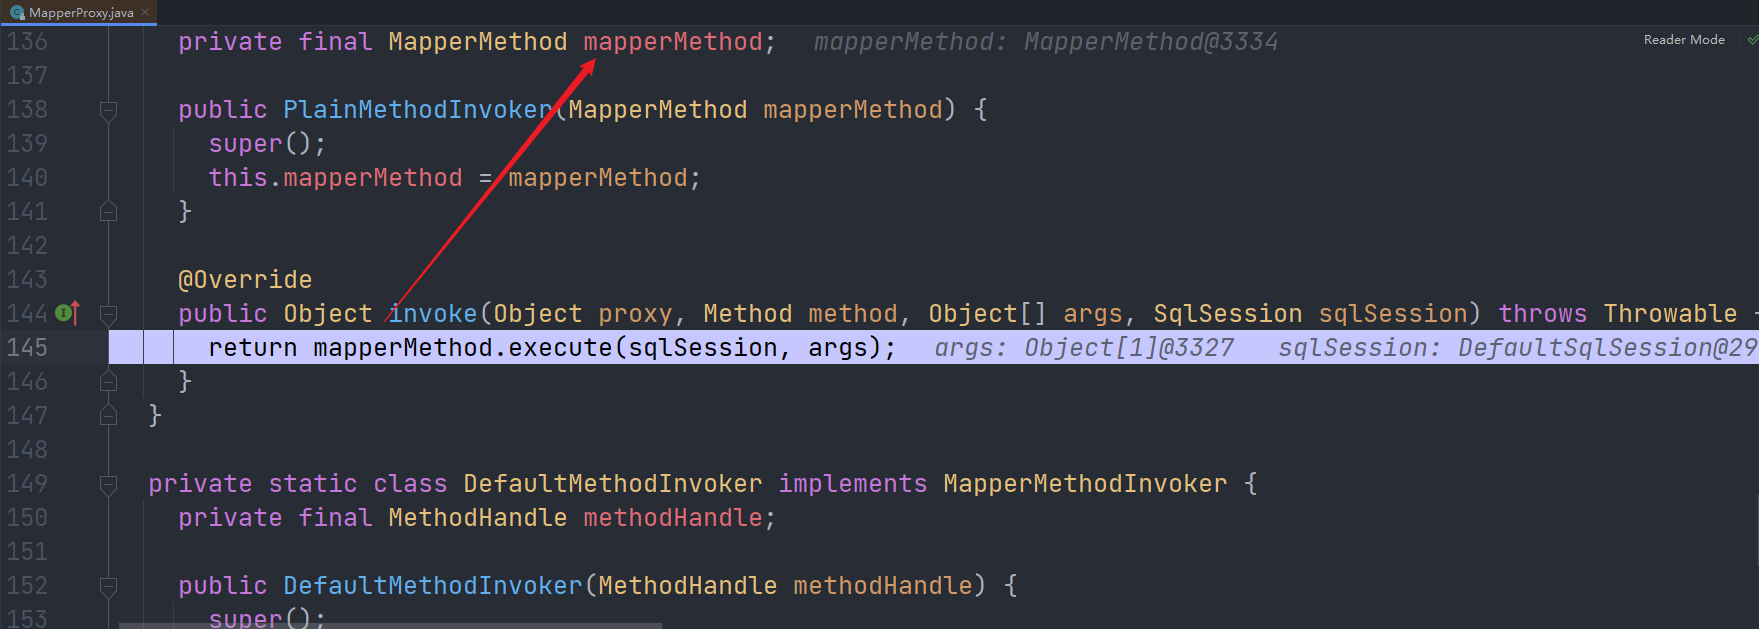 MapperProxy.java
Reader Mode
136 private final MapperMethod mapperMethod; mapperMethod: MapperMethod@3334
137
138 public PlainMethodInvoker(MapperMethod mapperMethod) {
139 super();
140 this.mapperMethod = mapperMethod;
141 }
142
143 @Override
144 public Object invoke(Object proxy, Method method, Object[] args, SqlSession sqlSession) throws Throwable
145 return mapperMethod.execute(sqlSession, args); args: Object[1]@3327 sqlSession: DefaultSqlSession@29
146 }
147 }
148
149 private static class DefaultMethodInvoker implements MapperMethodInvoker {
150 private final MethodHandle methodHandle;
151
152 public DefaultMethodInvoker(MethodHandle methodHandle) {
153 super();